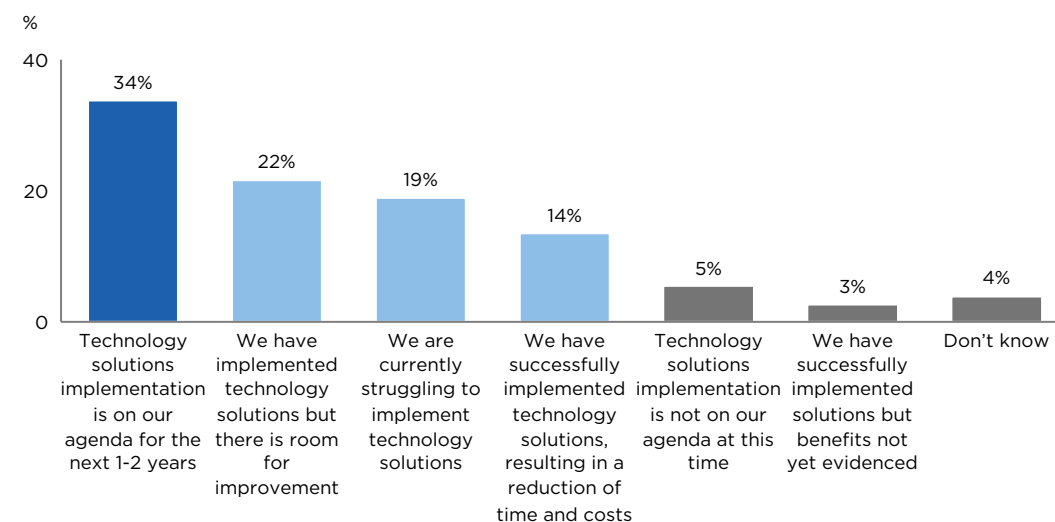 %
40
34%
22%
20
19%
14%
5%
3%
4%
0
Technology
solutions
implementation
is on our
agenda for the
next 1-2 years
We have
implemented
technology
solutions but
there is room
for
improvement
We are
currently
struggling to
implement
technology
solutions
We have
successfully
implemented
technology
solutions,
resulting in a
reduction of
time and costs
Technology
solutions
implementation
is not on our
agenda at this
time
We have
successfully
implemented
solutions but
benefits not
yet evidenced
Don’t know